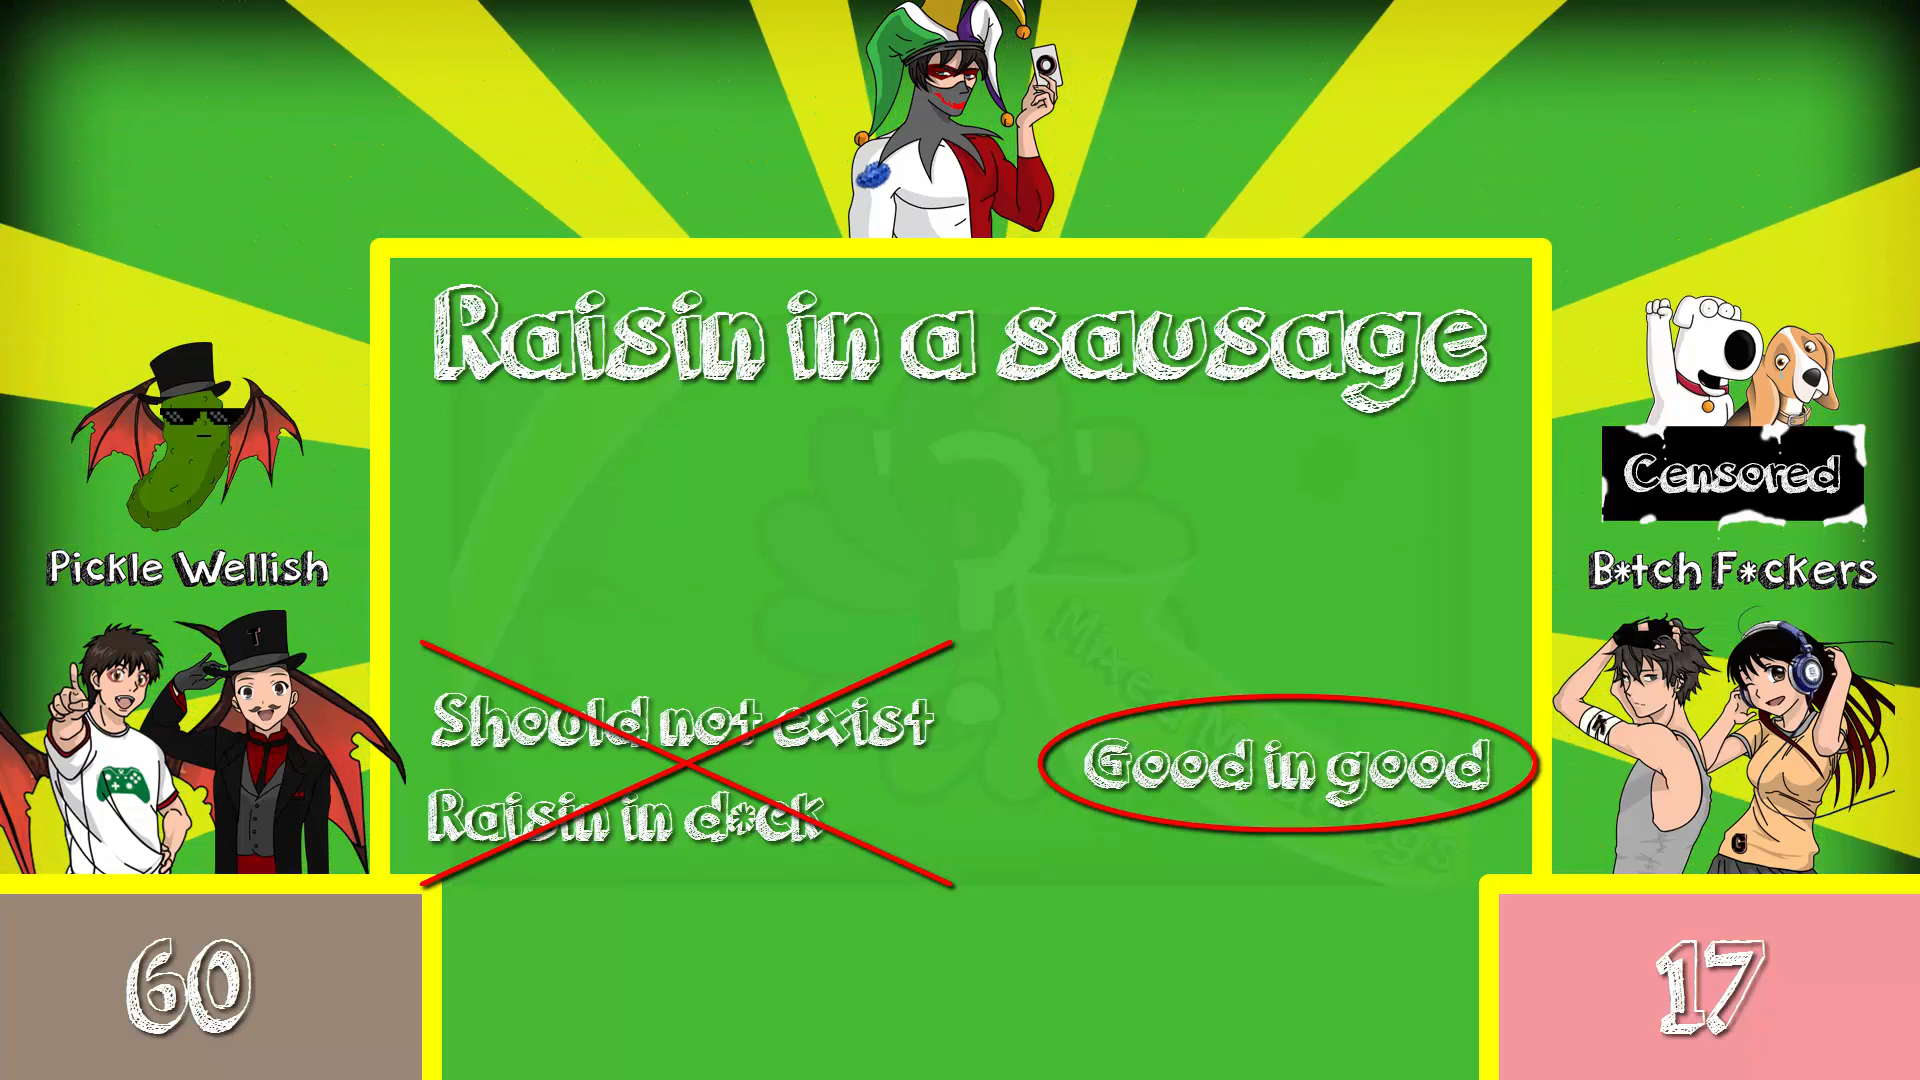 Raisin in a sausage
Censored
Pickle Wellish
B*tch F*ckers
Should not exist
Raisin in d*ck
Good in good
60
17